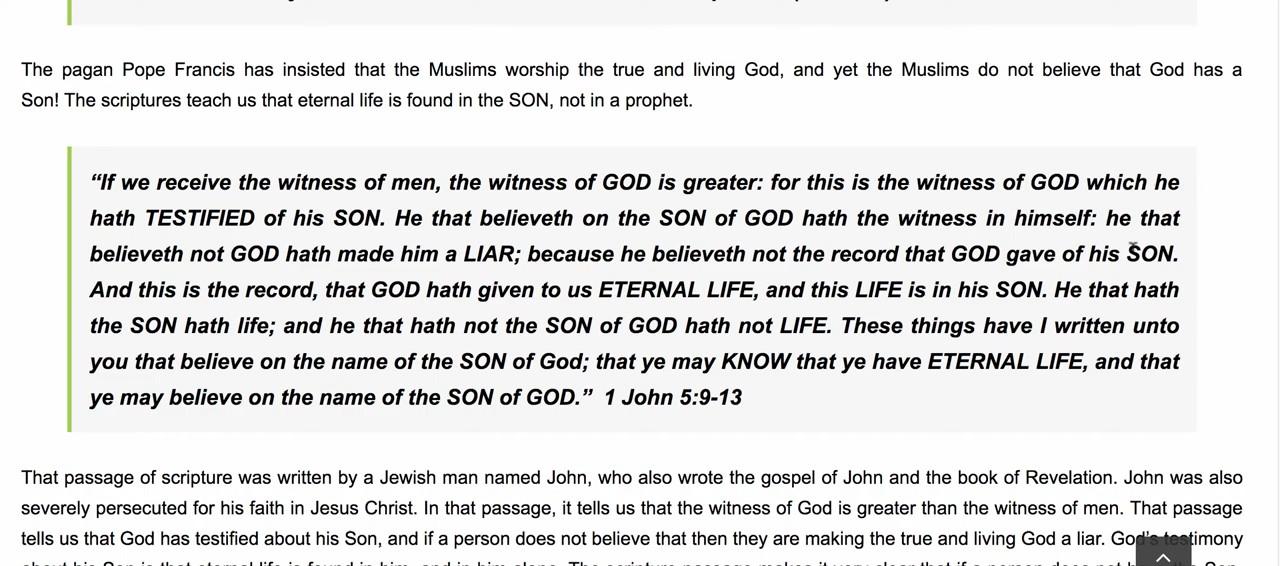 The pagan Pope Francis has insisted that the Muslims worship the true and living God, and yet the Muslims do not believe that God has a
Son! The scriptures teach us that eternal life is found in the SON, not in a prophet.
“If we receive the witness of men, the witness of GOD is greater: for this is the witness of GOD which he
hath TESTIFIED of his SON. He that believeth on the SON of GOD hath the witness in himself: he that
believeth not GOD hath made him a LIAR; because he believeth not the record that GOD gave of his SON.
And this is the record, that GOD hath given to us ETERNAL LIFE, and this LIFE is in his SON. He that hath
the SON hath life; and he that hath not the SON of GOD hath not LIFE. These things have I written unto
you that believe on the name of the SON of God; that ye may KNOW that ye have ETERNAL LIFE, and that
ye may believe on the name of the SON of GOD.” 1 John 5:9-13
That passage of scripture was written by a Jewish man named John, who also wrote the gospel of John and the book of Revelation. John was also
severely persecuted for his faith in Jesus Christ. In that passage, it tells us that the witness of God is greater than the witness of men. That passage
tells us that God has testified about his Son, and if a person does not believe that then they are making the true and living God a liar. God's testimony